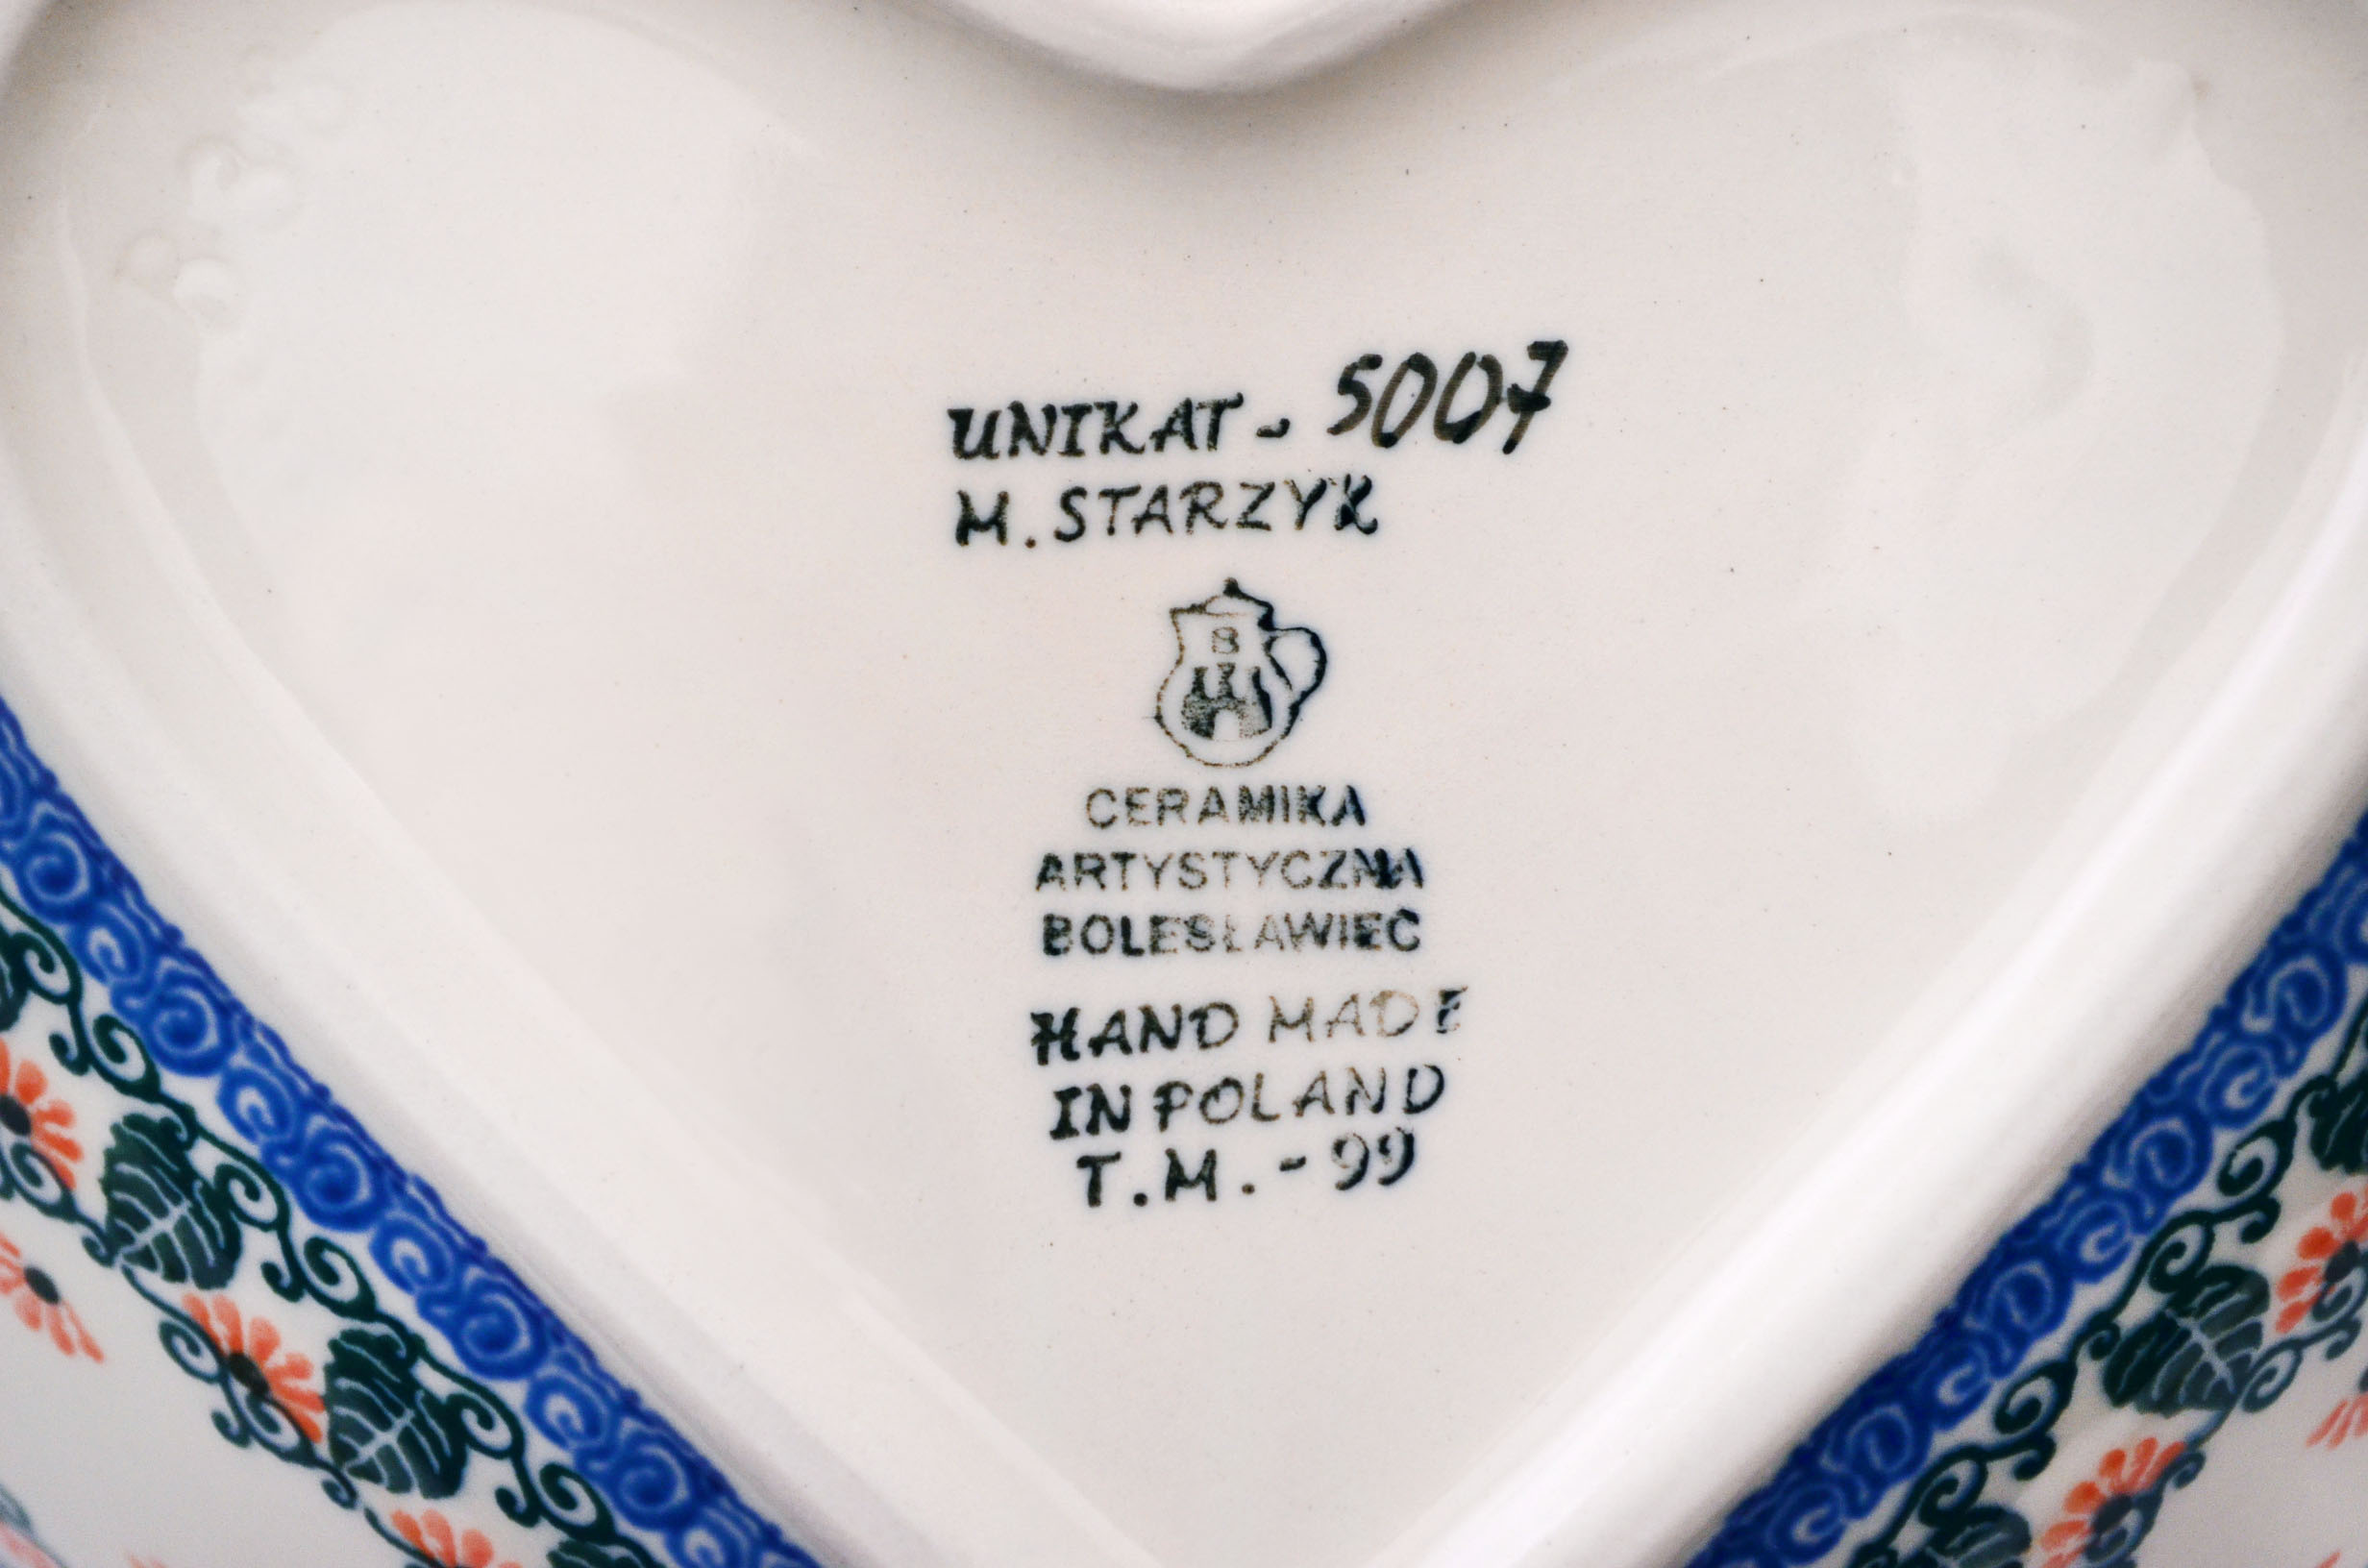 UNIKAT - 5007
M. STARZYK
B
CERAMIKA
ARTYSTYCZNA
BOLESŁAWIEC
HAND MADE
IN POLAND
T.M. - 99